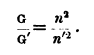 G/G' = n²/n'².